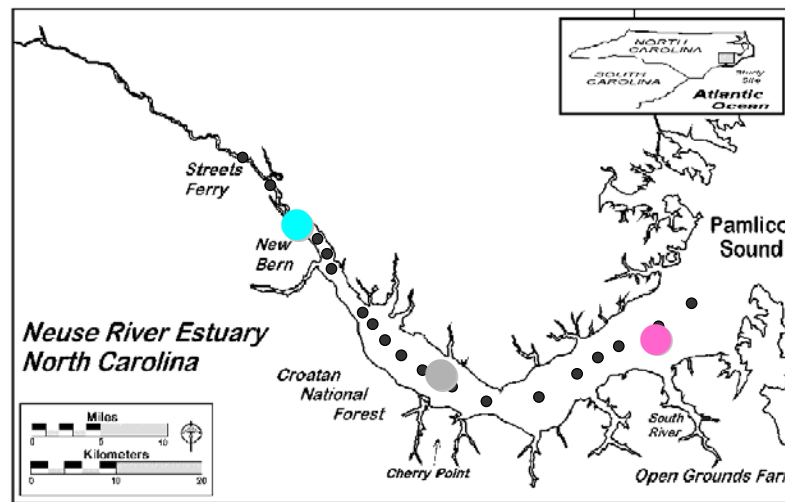 NORTH
CAROLINA
SOUTH
CAROLINA
Study
Site
Atlantic
Ocean
Streets
Ferry
New
Bern
Pamlico
Sound
Neuse River Estuary
North Carolina
Croatan
National
Forest
South
River
Cherry Point
Open Grounds Farm
Miles
0 5 10
Kilometers
0 10 20